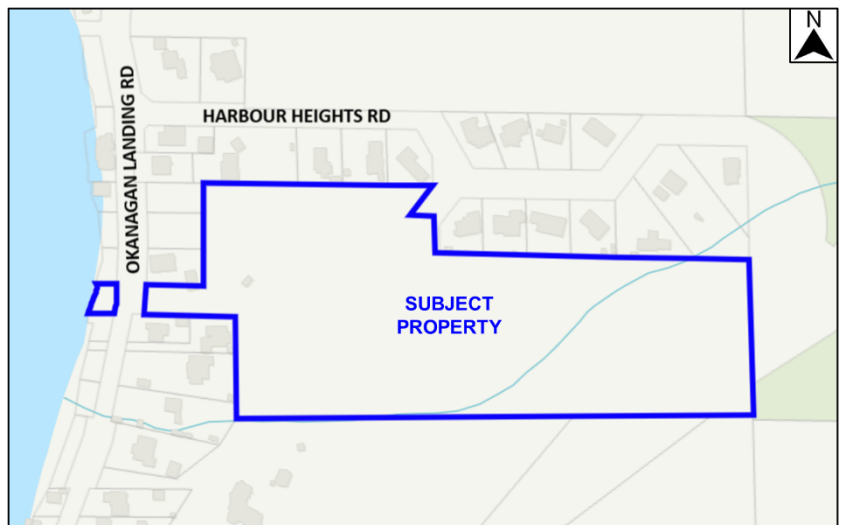 N
OKANAGAN LANDING RD
HARBOUR HEIGHTS RD
SUBJECT
PROPERTY